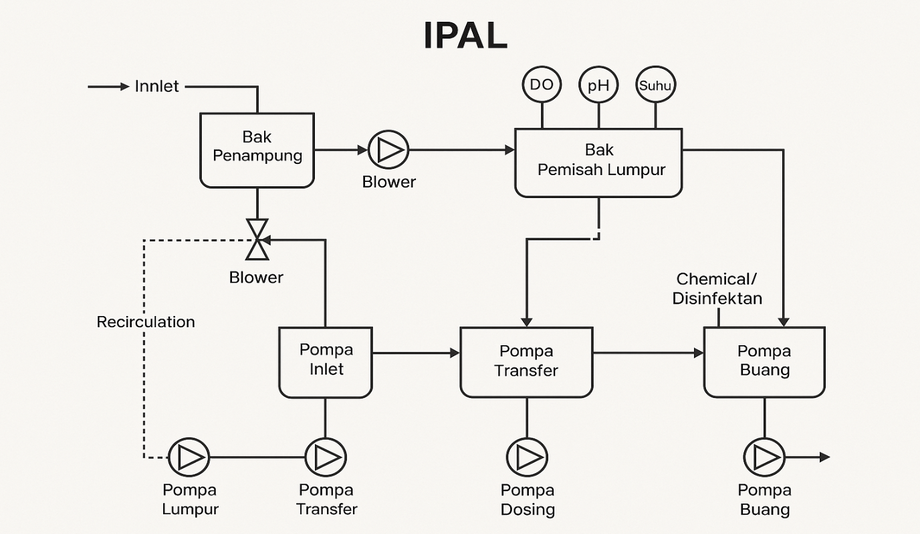 IPAL
Innlet
DO
pH
Suhu
Bak
Penampung
Blower
Bak
Pemisah Lumpur
Blower
Chemical/
Disinfektan
Recirculation
Pompa
Inlet
Pompa
Transfer
Pompa
Buang
Pompa
Lumpur
Pompa
Transfer
Pompa
Dosing
Pompa
Buang